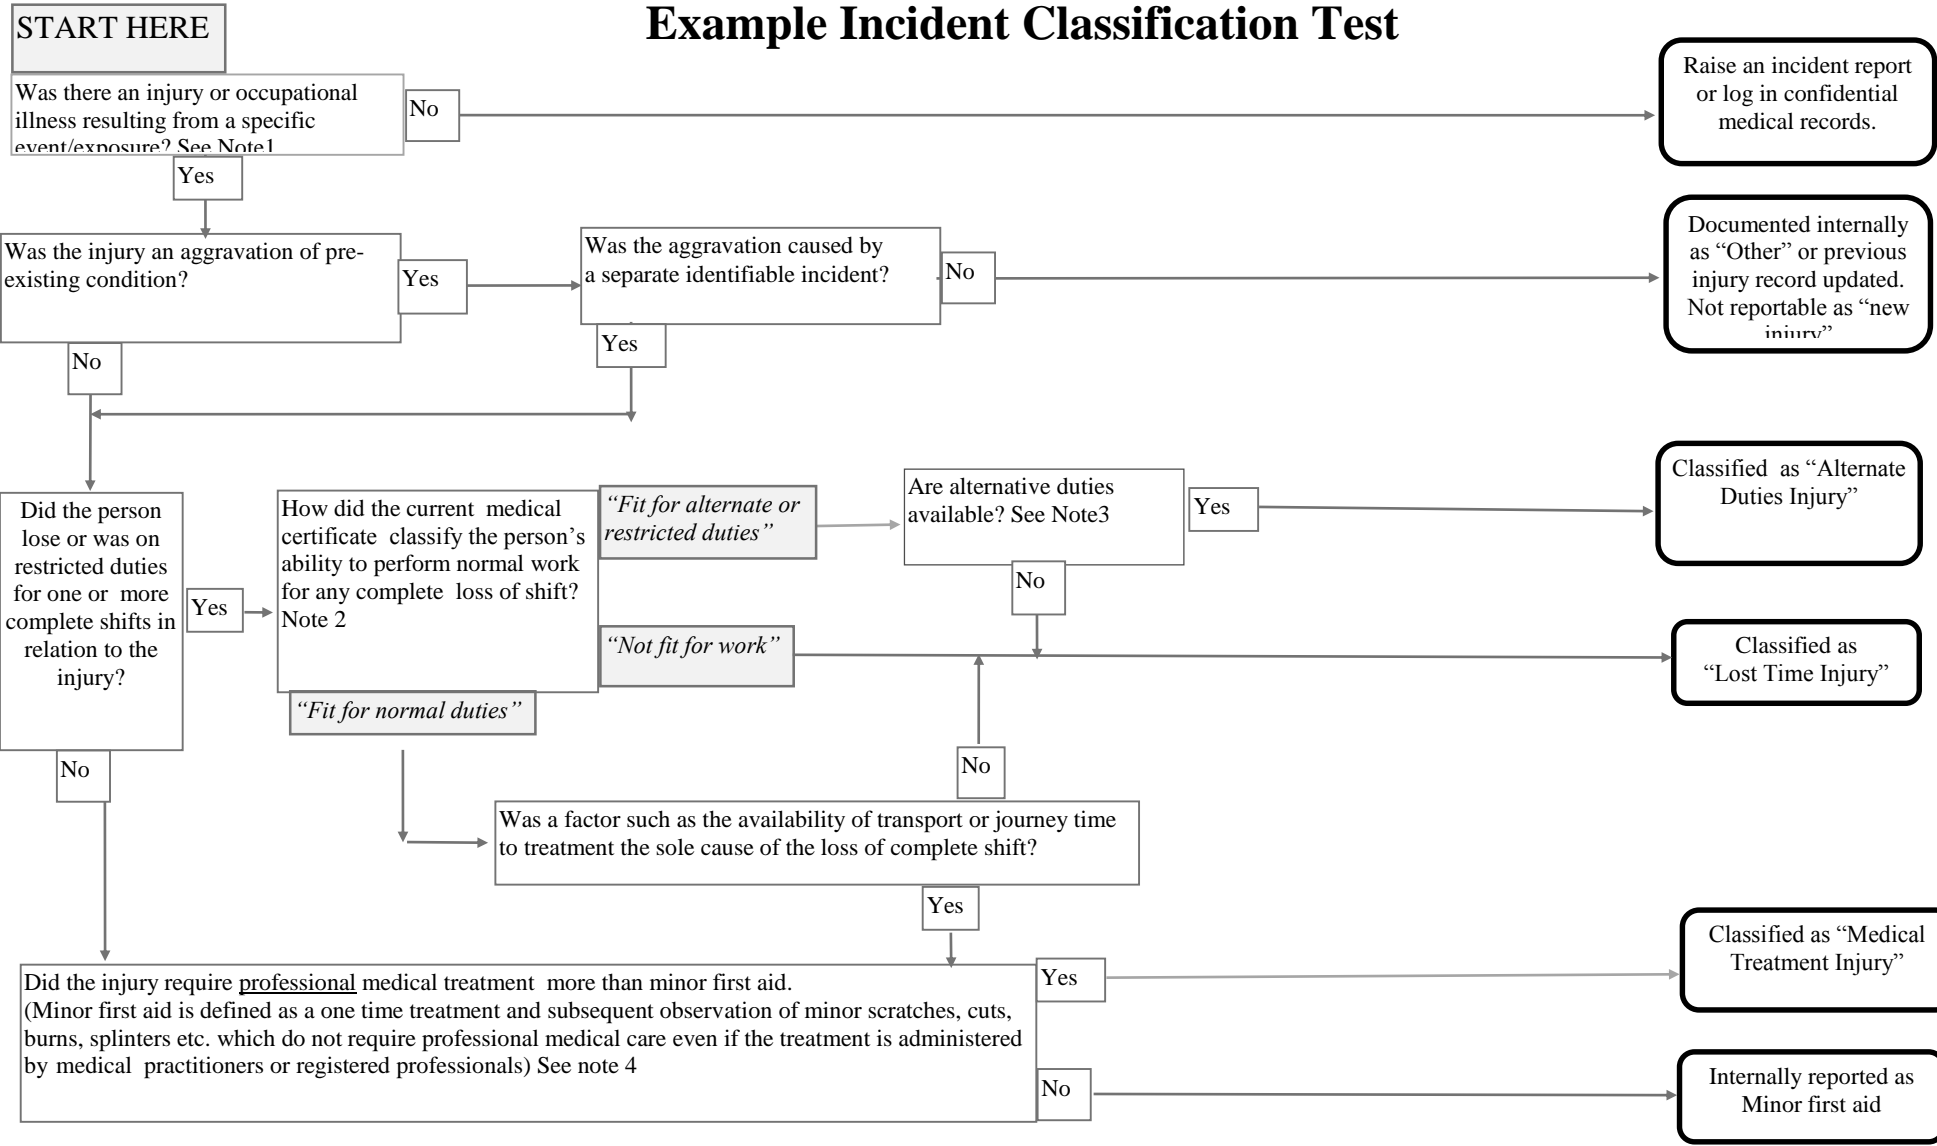 Example Incident Classification Test
START HERE
Was there an injury or occupational
illness resulting from a specific
event/exposure? See Note1
No
Raise an incident report
or log in confidential
medical records.
Yes
Was the injury an aggravation of pre-
existing condition?
Yes
Was the aggravation caused by
a separate identifiable incident?
No
Documented internally
as “Other” or previous
injury record updated.
Not reportable as “new
injury”
No
Yes
Did the person
lose or was on
restricted duties
for one or more
complete shifts in
relation to the
injury?
Yes
How did the current medical
certificate classify the person’s
ability to perform normal work
for any complete loss of shift?
Note 2
“Fit for alternate or
restricted duties”
Are alternative duties
available? See Note3
Yes
Classified as “Alternate
Duties Injury”
No
“Not fit for work”
Classified as
“Lost Time Injury”
“Fit for normal duties”
No
No
Was a factor such as the availability of transport or journey time
to treatment the sole cause of the loss of complete shift?
Yes
Did the injury require professional medical treatment more than minor first aid.
(Minor first aid is defined as a one time treatment and subsequent observation of minor scratches, cuts,
burns, splinters etc. which do not require professional medical care even if the treatment is administered
by medical practitioners or registered professionals) See note 4
Yes
Classified as “Medical
Treatment Injury”
No
Internally reported as
Minor first aid